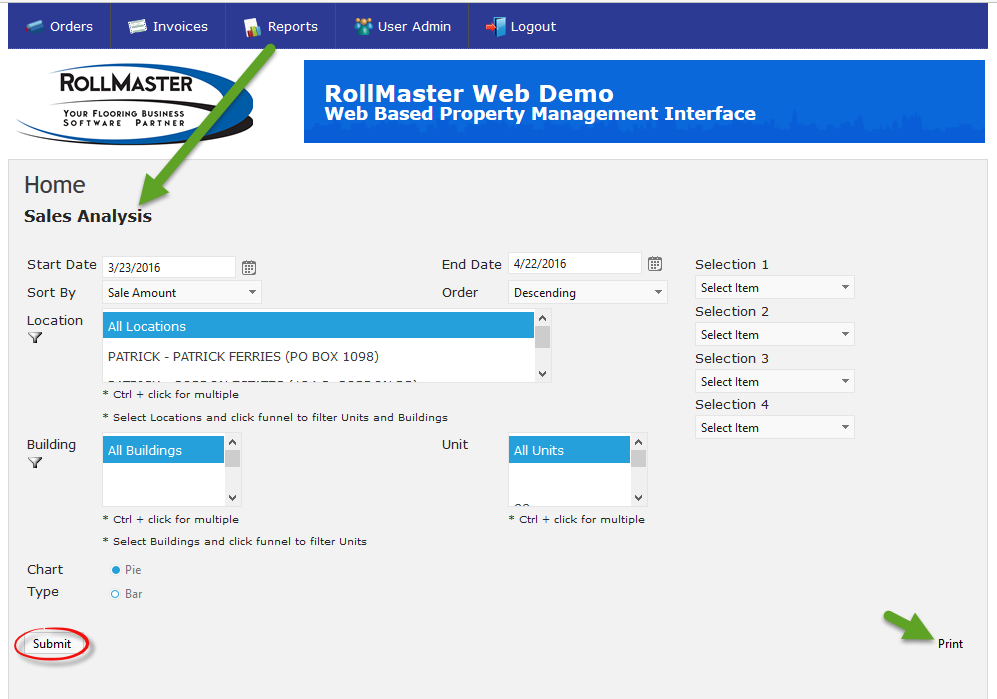 Orders Invoices Reports User Admin Logout
ROLLMASTER
YOUR FLOORING BUSINESS
SOFTWARE PARTNER
RollMaster Web Demo
Web Based Property Management Interface
Home
Sales Analysis
Start Date 3/23/2016 End Date 4/22/2016 Selection 1
Sort By Sale Amount Order Descending Select Item
Selection 2
Select Item
Selection 3
Select Item
Selection 4
Select Item
Location All Locations
PATRICK - PATRICK FERRIES (PO BOX 1098)
* Ctrl + click for multiple
* Select Locations and click funnel to filter Units and Buildings
Building All Buildings Unit All Units
* Ctrl + click for multiple * Ctrl + click for multiple
* Select Buildings and click funnel to filter Units
Chart Pie
Type Bar
Submit Print